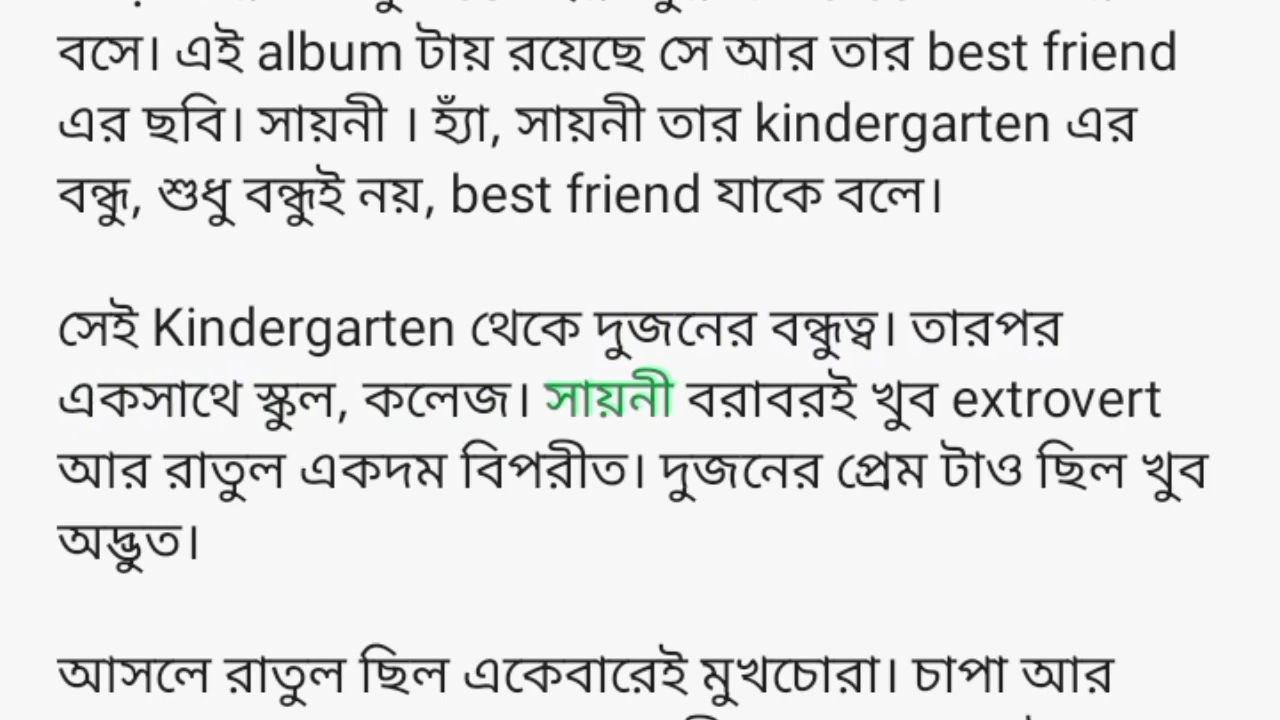 বসে। এই album টায় রয়েছে সে আর তার best friend
এর ছবি। সায়নী । হ্যাঁ, সায়নী তার kindergarten এর
বন্ধু, শুধু বন্ধুই নয়, best friend যাকে বলে।
সেই Kindergarten থেকে দুজনের বন্ধুত্ব। তারপর
একসাথে স্কুল, কলেজ। সায়নী বরাবরই খুব extrovert
আর রাতুল একদম বিপরীত। দুজনের প্রেম টাও ছিল খুব
অদ্ভুত।
আসলে রাতুল ছিল একেবারেই মুখচোরা। চাপা আর